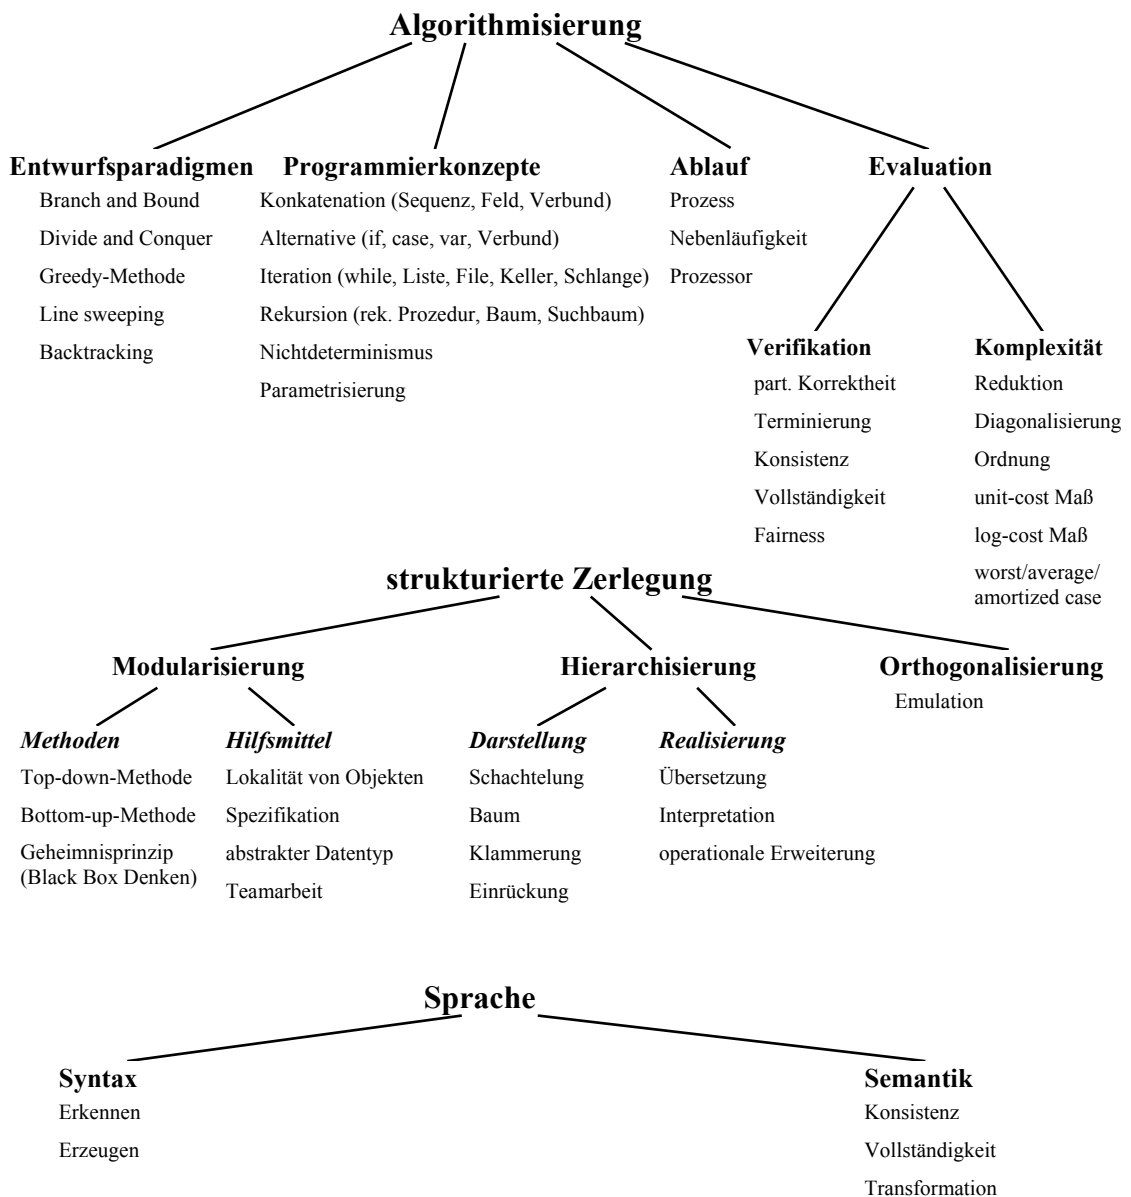 Algorithmisierung
Entwurfsparadigmen
Branch and Bound
Divide and Conquer
Greedy-Methode
Line sweeping
Backtracking
Programmierkonzepte
Konkatenation (Sequenz, Feld, Verbund)
Alternative (if, case, var, Verbund)
Iteration (while, Liste, File, Keller, Schlange)
Rekursion (rek. Prozedur, Baum, Suchbaum)
Nichtdeterminismus
Parametrisierung
Ablauf
Prozess
Nebenläufigkeit
Prozessor
Evaluation
Verifikation
part. Korrektheit
Terminierung
Konsistenz
Vollständigkeit
Fairness
Komplexität
Reduktion
Diagonalisierung
Ordnung
unit-cost Maß
log-cost Maß
worst/average/
amortized case
strukturierte Zerlegung
Modularisierung
Methoden
Top-down-Methode
Bottom-up-Methode
Geheimnisprinzip
(Black Box Denken)
Hilfsmittel
Lokalität von Objekten
Spezifikation
abstrakter Datentyp
Teamarbeit
Hierarchisierung
Darstellung
Schachtelung
Baum
Klammerung
Einrückung
Realisierung
Übersetzung
Interpretation
operationale Erweiterung
Orthogonalisierung
Emulation
Sprache
Syntax
Erkennen
Erzeugen
Semantik
Konsistenz
Vollständigkeit
Transformation